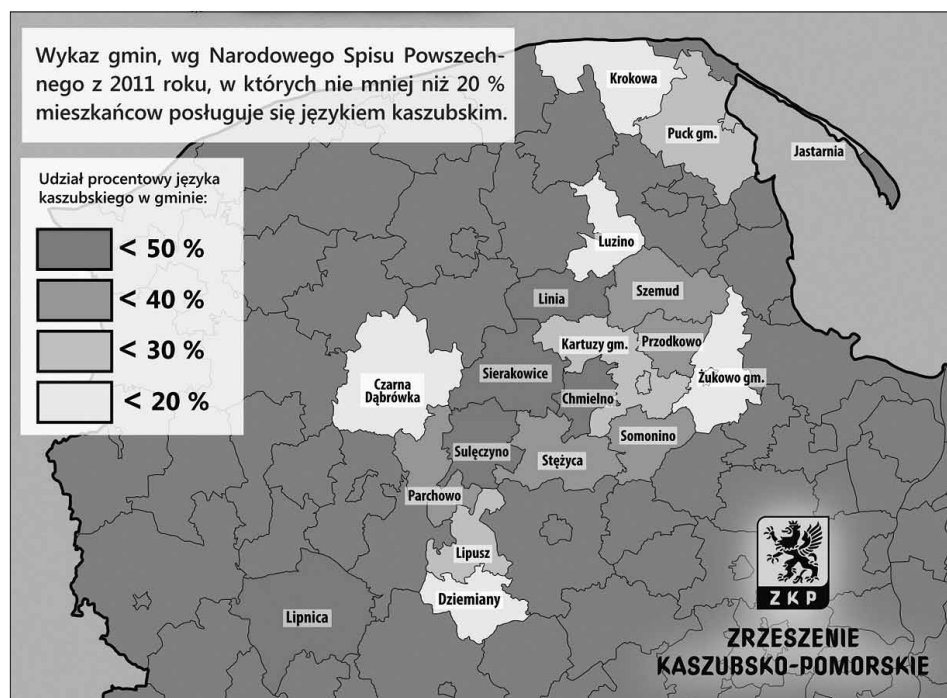 Wykaz gmin, wg Narodowego Spisu Powszech-
nego z 2011 roku, w których nie mniej niż 20 %
mieszkańcow posługuje się językiem kaszubskim.
Udział procentowy języka
kaszubskiego w gminie:
< 50 %
< 40 %
< 30 %
< 20 %
Krokowa
Puck gm.
Jastarnia
Luzino
Szemud
Linia
Kartuzy gm.
Przodkowo
Sierakowice
Żukowo gm.
Czarna
Dąbrówka
Chmielno
Somonino
Sulęczyno
Stężyca
Parchowo
Lipusz
Dziemiany
Lipnica
ZKP
ZRZESZENIE
KASZUBSKO-POMORSKIE